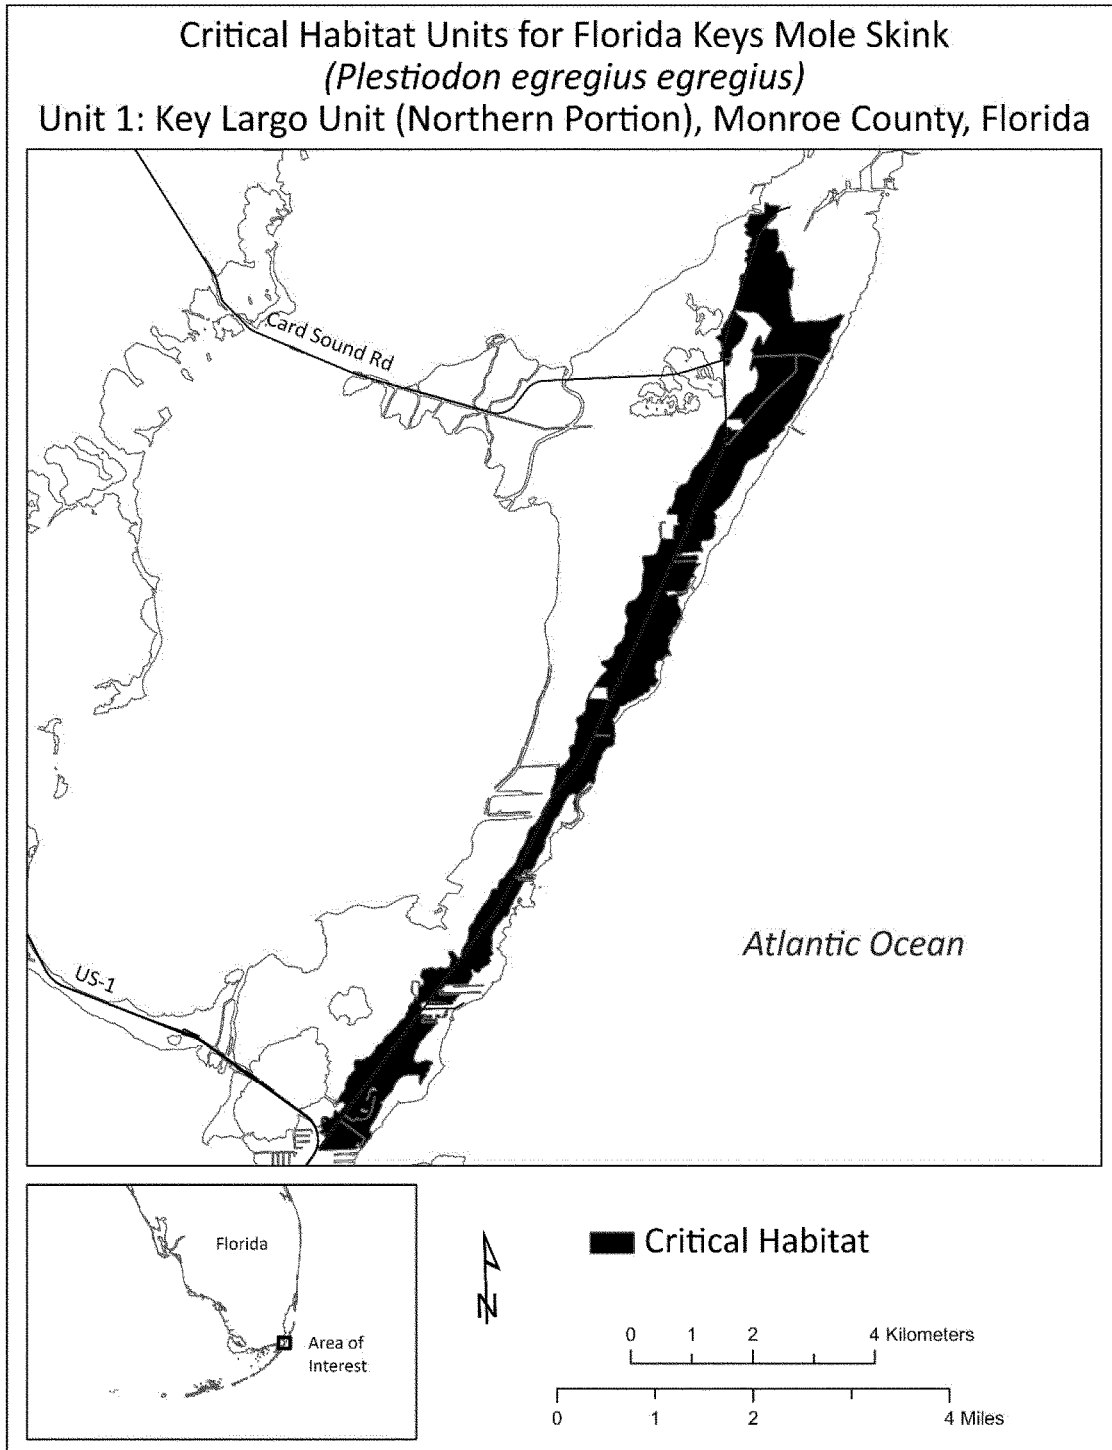 Critical Habitat Units for Florida Keys Mole Skink
(Plestiodon egregius egregius)
Unit 1: Key Largo Unit (Northern Portion), Monroe County, Florida
Card Sound Rd
Atlantic Ocean
US-1
Florida
Area of
Interest
N
Critical Habitat
0 1 2 4 Kilometers
0 1 2 4 Miles